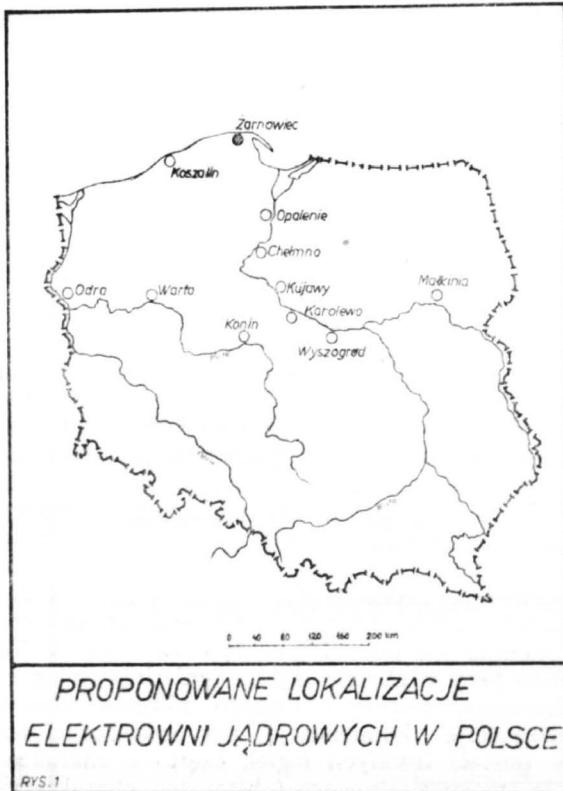 Żarnowiec
Koszalin
Opalenie
Chełmno
Odra
Warta
Kujawy
Małkinia
Karolewo
Konin
Wyszogród
0 40 80 120 160 200 km
PROPONOWANE LOKALIZACJE
ELEKTROWNI JĄDROWYCH W POLSCE
RYS.1